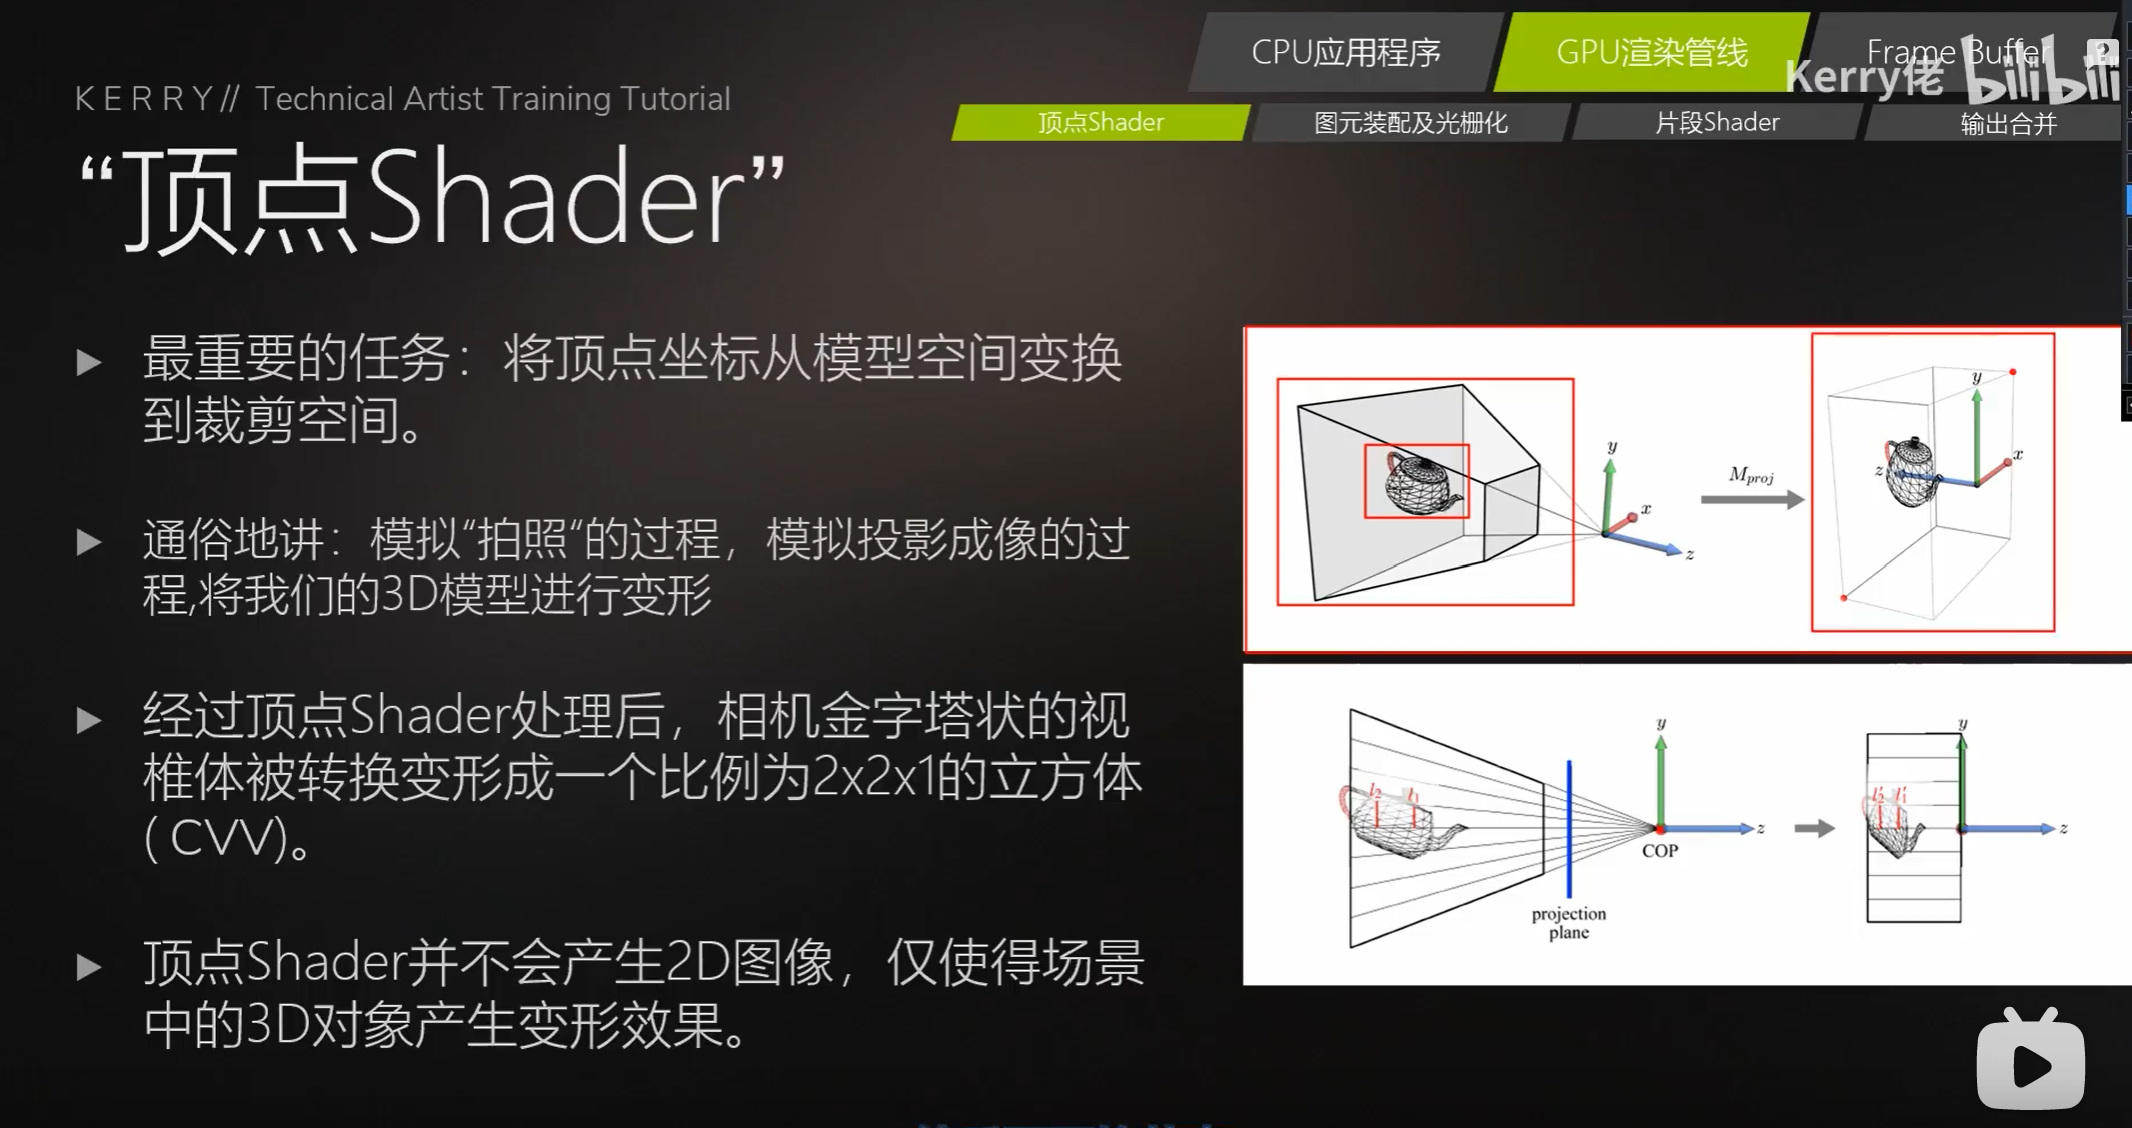 CPU应用程序
GPU渲染管线
Frame Buffer
Kerry佬 bilibili
KERRY// Technical Artist Training Tutorial
顶点Shader
图元装配及光栅化
片段Shader
输出合并
“顶点Shader”
最重要的任务：将顶点坐标从模型空间变换
到裁剪空间。
通俗地讲：模拟“拍照“的过程，模拟投影成像的过
程,将我们的3D模型进行变形
经过顶点Shader处理后，相机金字塔状的视
椎体被转换变形成一个比例为2x2x1的立方体
( CVV)。
顶点Shader并不会产生2D图像，仅使得场景
中的3D对象产生变形效果。
y
x
z
Mproj
y
x
z
l2
l1
y
z
COP
projection
plane
l'2
l'1
y
z